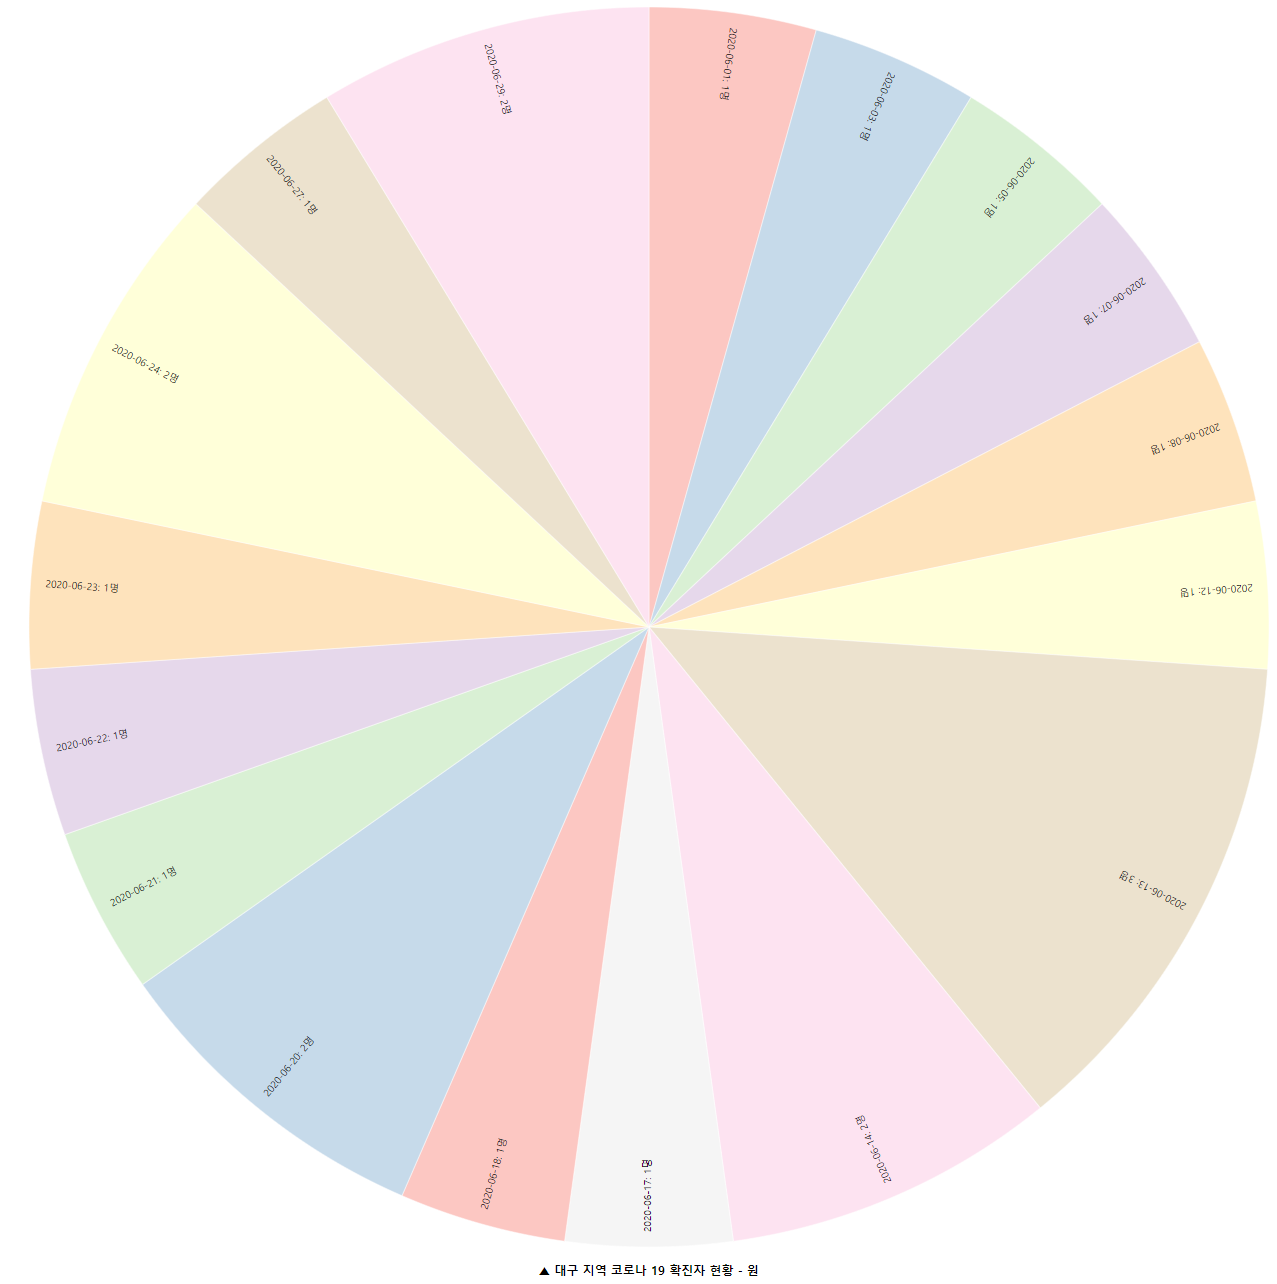 2020-06-01: 1명
2020-06-03: 1명
2020-06-05: 1명
2020-06-07: 1명
2020-06-08: 1명
2020-06-12: 1명
2020-06-13: 3명
2020-06-14: 2명
2020-06-17: 1명
2020-06-18: 1명
2020-06-20: 2명
2020-06-21: 1명
2020-06-22: 1명
2020-06-23: 1명
2020-06-24: 2명
2020-06-27: 1명
2020-06-29: 2명
▲ 대구 지역 코로나 19 확진자 현황 - 원